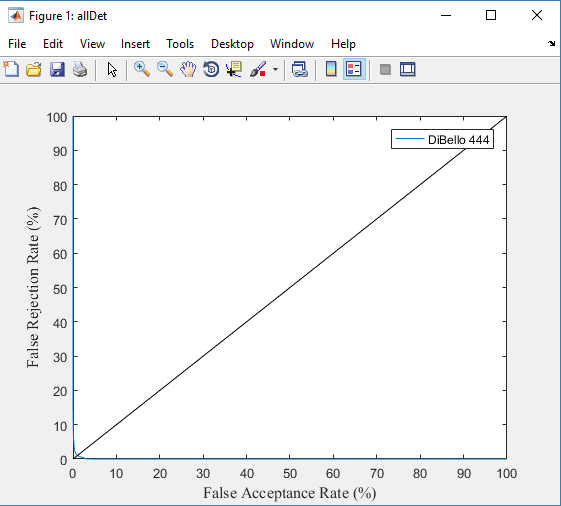 Figure 1: allDet
File Edit View Insert Tools Desktop Window Help
DiBello 444
100
90
80
70
60
50
40
30
20
10
0
False Rejection Rate (%)
0 10 20 30 40 50 60 70 80 90 100
False Acceptance Rate (%)